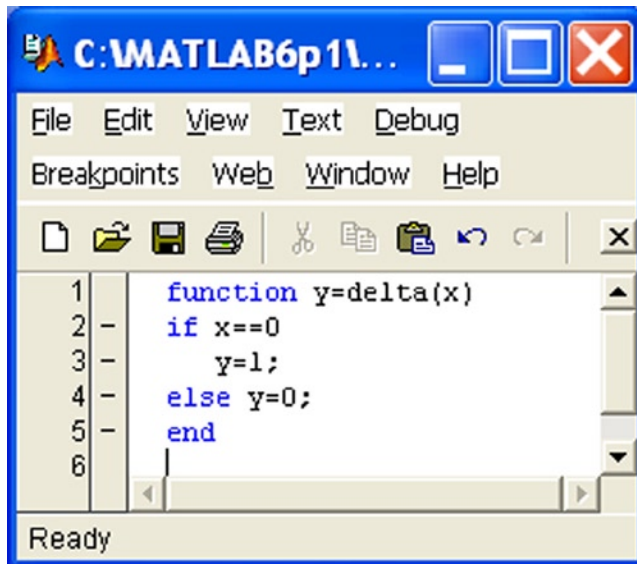 C:\MATLAB6p1\...
File Edit View Text Debug
Breakpoints Web Window Help
1 function y=delta(x)
2 – if x==0
3 – y=1;
4 – else y=0;
5 – end
6
Ready